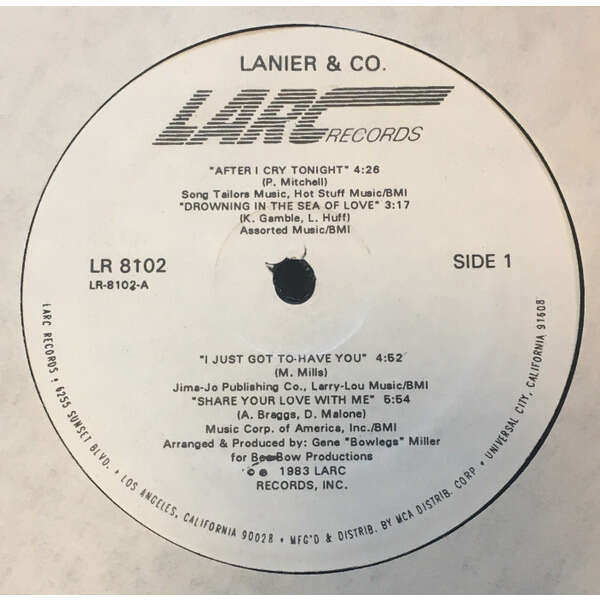 LANIER & CO.
LARC RECORDS
"AFTER I CRY TONIGHT" 4:26
(P. Mitchell)
Song Tailors Music, Hot Stuff Music/BMI
"DROWNING IN THE SEA OF LOVE" 3:17
(K. Gamble, L. Huff)
Assorted Music/BMI
LR 8102
LR-8102-A
SIDE 1
"I JUST GOT TO-HAVE YOU" 4:52
(M. Mills)
Jima-Jo Publishing Co., Larry-Lou Music/BMI
"SHARE YOUR LOVE WITH ME" 5:54
(A. Braggs, D. Malone)
Music Corp. of America, Inc./BMI
Arranged & Produced by: Gene "Bowlegs" Miller
for BeeBow Productions
© ℗ 1983 LARC
RECORDS, INC.
LARC RECORDS • 6255 SUNSET BLVD. • LOS ANGELES, CALIFORNIA 90028 • MFG'D & DISTRIB. BY MCA DISTRIB. CORP. • UNIVERSAL CITY, CALIFORNIA 91608